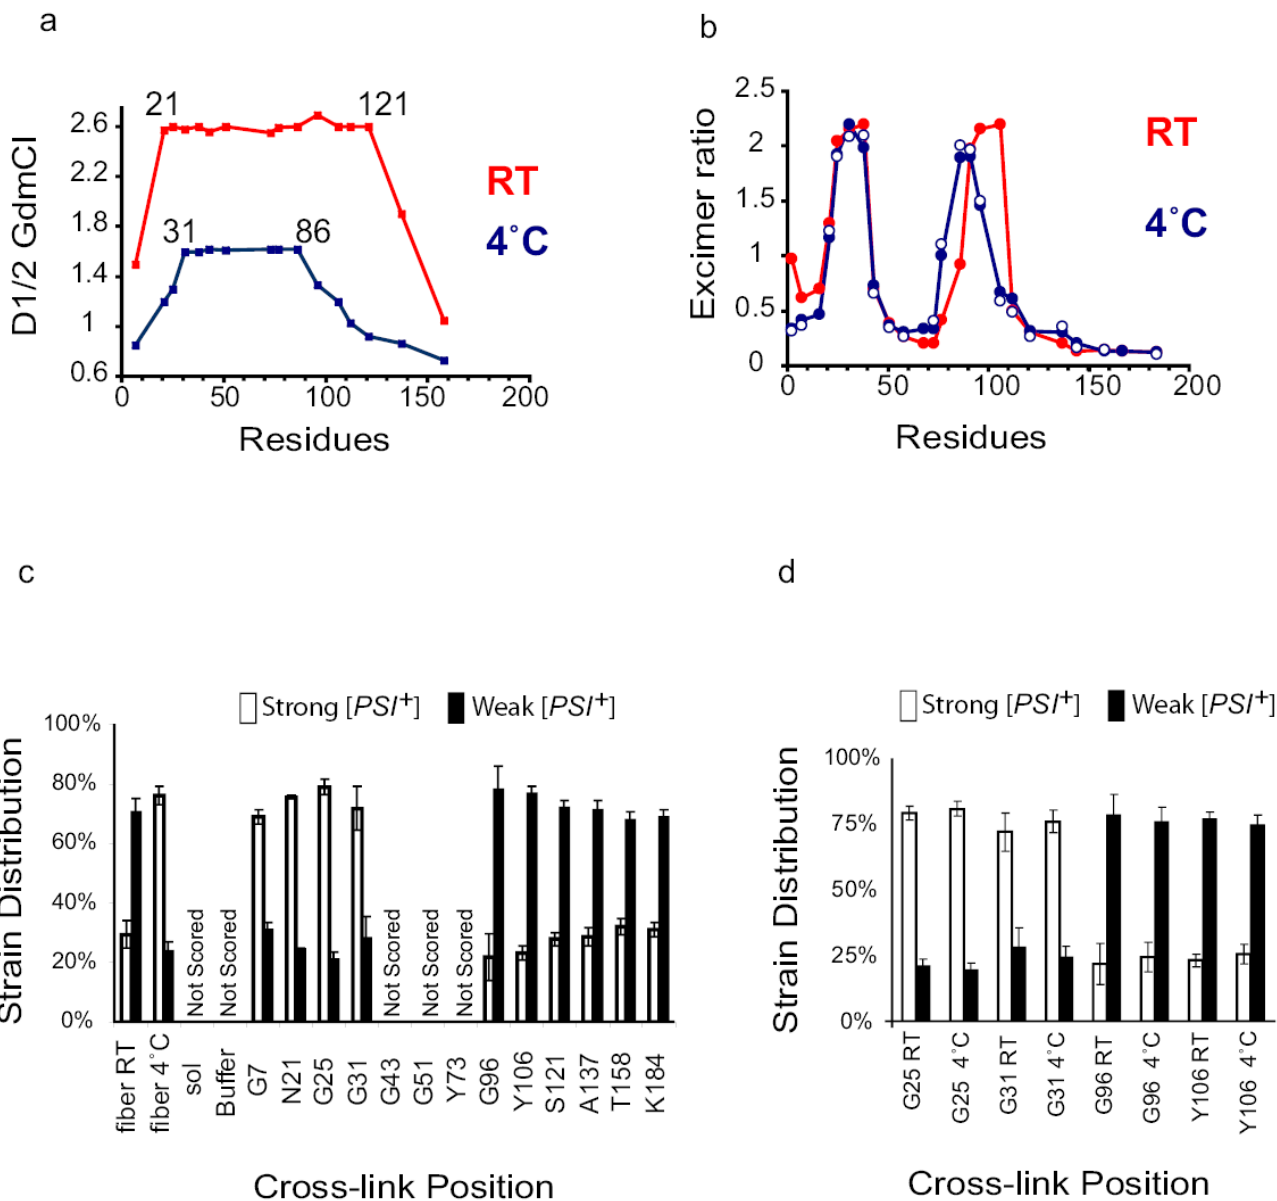 a
D1/2 GdmCl
2.6
2.2
1.8
1.4
1
0.6
21
121
31
86
RT
4°C
0
50
100
150
200
Residues
b
Excimer ratio
2.5
2
1.5
1
0.5
0
RT
4°C
0
50
100
150
200
Residues
c
Strong [PSI+]
Weak [PSI+]
Strain Distribution
100%
80%
60%
40%
20%
0%
Not Scored
Not Scored
Not Scored
Not Scored
Not Scored
fiber RT
fiber 4°C
sol
Buffer
G7
N21
G25
G31
G43
G51
Y73
G96
Y106
S121
A137
T158
K184
Cross-link Position
d
Strong [PSI+]
Weak [PSI+]
Strain Distribution
100%
75%
50%
25%
0%
G25 RT
G25 4°C
G31 RT
G31 4°C
G96 RT
G96 4°C
Y106 RT
Y106 4°C
Cross-link Position